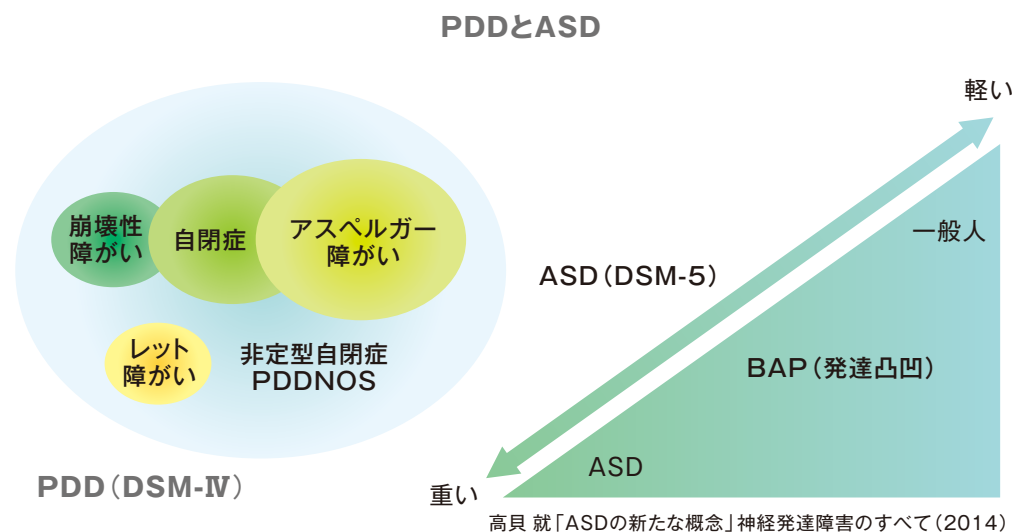 PDDとASD
崩壊性
障がい
自閉症
アスペルガー
障がい
レット
障がい
非定型自閉症
PDDNOS
PDD(DSM-Ⅳ)
軽い
一般人
ASD(DSM-5)
BAP(発達凸凹)
ASD
重い
高貝 就「ASDの新たな概念」神経発達障害のすべて(2014)